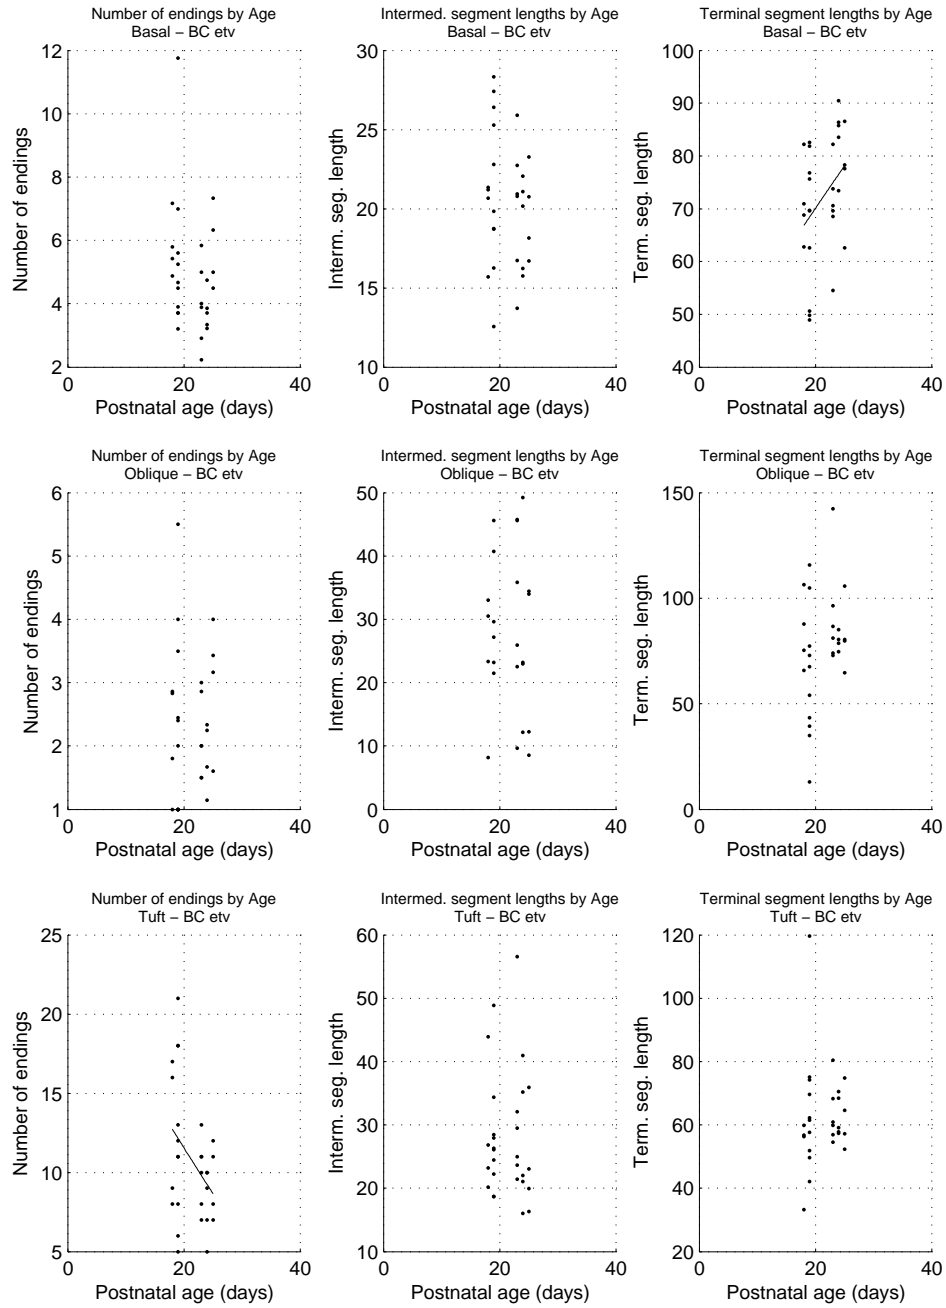 Number of endings by Age
Basal − BC etv
12
10
8
6
4
2
0
20
40
Number of endings
Postnatal age (days)
Intermed. segment lengths by Age
Basal − BC etv
30
25
20
15
10
0
20
40
Interm. seg. length
Postnatal age (days)
Terminal segment lengths by Age
Basal − BC etv
100
90
80
70
60
50
40
0
20
40
Term. seg. length
Postnatal age (days)
Number of endings by Age
Oblique − BC etv
6
5
4
3
2
1
0
20
40
Number of endings
Postnatal age (days)
Intermed. segment lengths by Age
Oblique − BC etv
50
40
30
20
10
0
0
20
40
Interm. seg. length
Postnatal age (days)
Terminal segment lengths by Age
Oblique − BC etv
150
100
50
0
0
20
40
Term. seg. length
Postnatal age (days)
Number of endings by Age
Tuft − BC etv
25
20
15
10
5
0
20
40
Number of endings
Postnatal age (days)
Intermed. segment lengths by Age
Tuft − BC etv
60
50
40
30
20
10
0
20
40
Interm. seg. length
Postnatal age (days)
Terminal segment lengths by Age
Tuft − BC etv
120
100
80
60
40
20
0
20
40
Term. seg. length
Postnatal age (days)